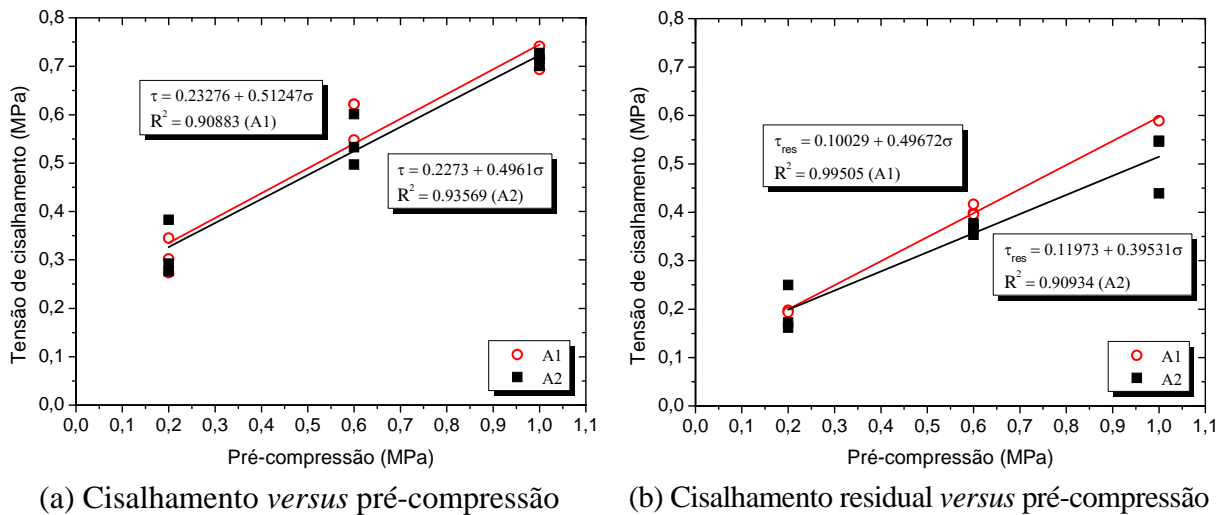 0,8
0,7
0,6
0,5
0,4
0,3
0,2
0,1
0,0
Tensão de cisalhamento (MPa)
τ = 0.23276 + 0.51247σ
R² = 0.90883 (A1)
τ = 0.2273 + 0.4961σ
R² = 0.93569 (A2)
A1
A2
0,0 0,1 0,2 0,3 0,4 0,5 0,6 0,7 0,8 0,9 1,0 1,1
Pré-compressão (MPa)
(a) Cisalhamento versus pré-compressão
0,8
0,7
0,6
0,5
0,4
0,3
0,2
0,1
0,0
Tensão de cisalhamento (MPa)
τres = 0.10029 + 0.49672σ
R² = 0.99505 (A1)
τres = 0.11973 + 0.39531σ
R² = 0.90934 (A2)
A1
A2
0,0 0,1 0,2 0,3 0,4 0,5 0,6 0,7 0,8 0,9 1,0 1,1
Pré-compressão (MPa)
(b) Cisalhamento residual versus pré-compressão